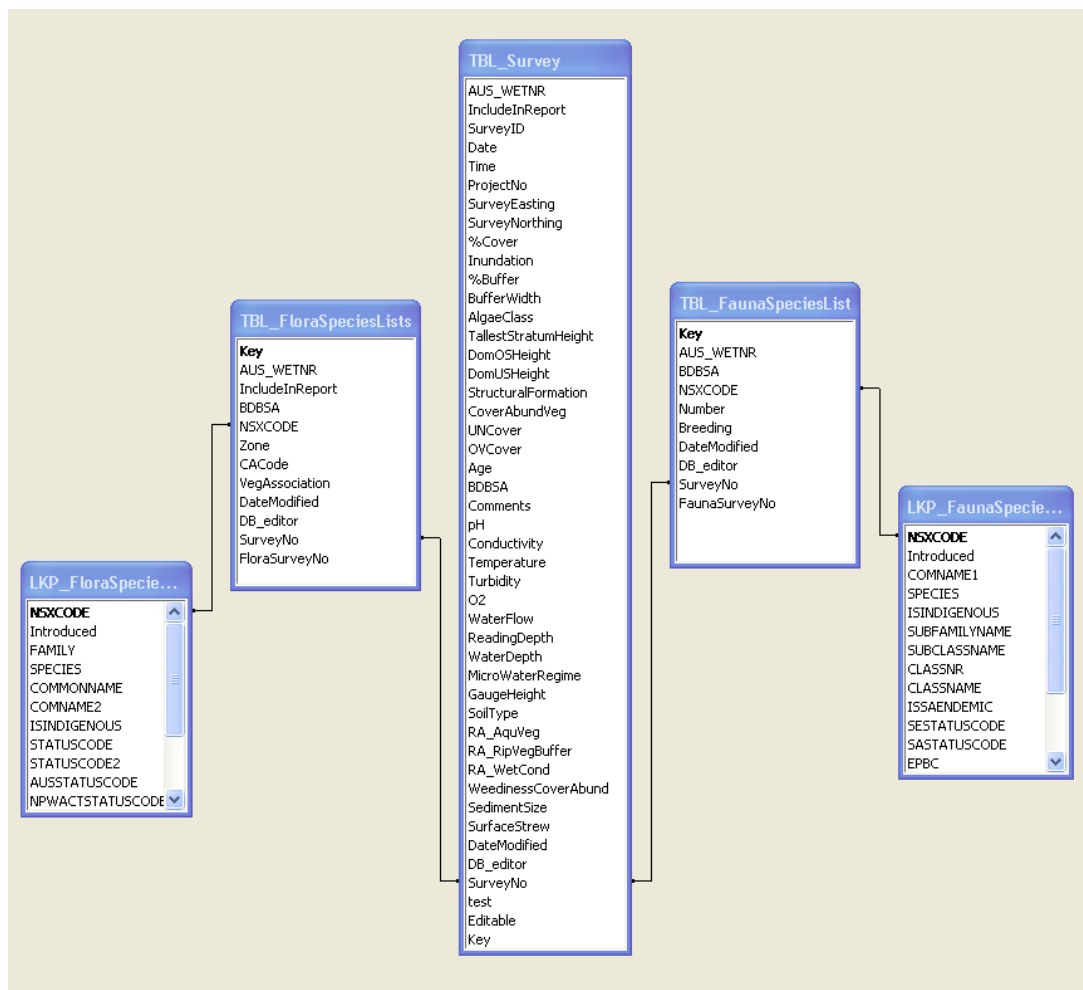 TBL_Survey
AUS_WETNR
IncludeInReport
SurveyID
Date
Time
ProjectNo
SurveyEasting
SurveyNorthing
%Cover
Inundation
%Buffer
BufferWidth
AlgaeClass
TallestStratumHeight
DomOSHeight
DomUSHeight
StructuralFormation
CoverAbundVeg
UNCover
OVCover
Age
BDBSA
Comments
pH
Conductivity
Temperature
Turbidity
O2
WaterFlow
ReadingDepth
WaterDepth
MicroWaterRegime
GaugeHeight
SoilType
RA_AquVeg
RA_RipVegBuffer
RA_WetCond
WeedinessCoverAbund
SedimentSize
SurfaceStrew
DateModified
DB_editor
SurveyNo
test
Editable
Key
TBL_FloraSpeciesLists
Key
AUS_WETNR
IncludeInReport
BDBSA
NSXCODE
Zone
CACode
VegAssociation
DateModified
DB_editor
SurveyNo
FloraSurveyNo
TBL_FaunaSpeciesList
Key
AUS_WETNR
BDBSA
NSXCODE
Number
Breeding
DateModified
DB_editor
SurveyNo
FaunaSurveyNo
LKP_FloraSpecie...
NSXCODE
Introduced
FAMILY
SPECIES
COMMONNAME
COMNAME2
ISINDIGENOUS
STATUSCODE
STATUSCODE2
AUSSTATUSCODE
NPWACTSTATUSCODE
LKP_FaunaSpecie...
NSXCODE
Introduced
COMNAME1
SPECIES
ISINDIGENOUS
SUBFAMILYNAME
SUBCLASSNAME
CLASSNR
CLASSNAME
ISSAENDEMIC
SESTATUSCODE
SASTATUSCODE
EPBC